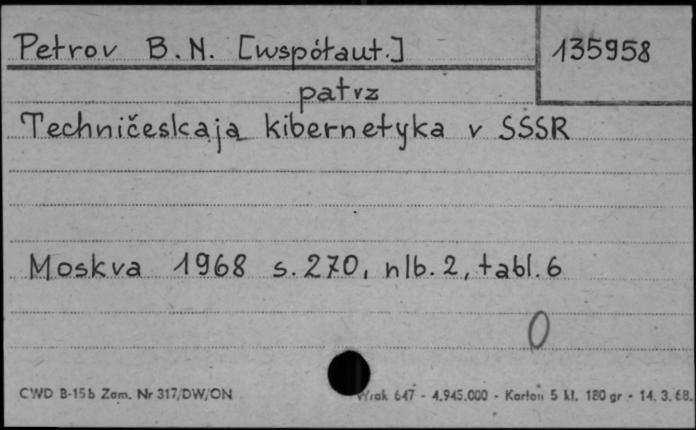 Petrov B.N. [współaut.]
135958
patrz
Techničeskaja kibernetyka v SSSR
Moskva 1968 s.270, nlb.2, tabl.6
0
CWD B-15b Zam. Nr 317/DW/ON
647 - 4.945.000 - Karton 5 kl. 180 gr - 14. 3. 68.